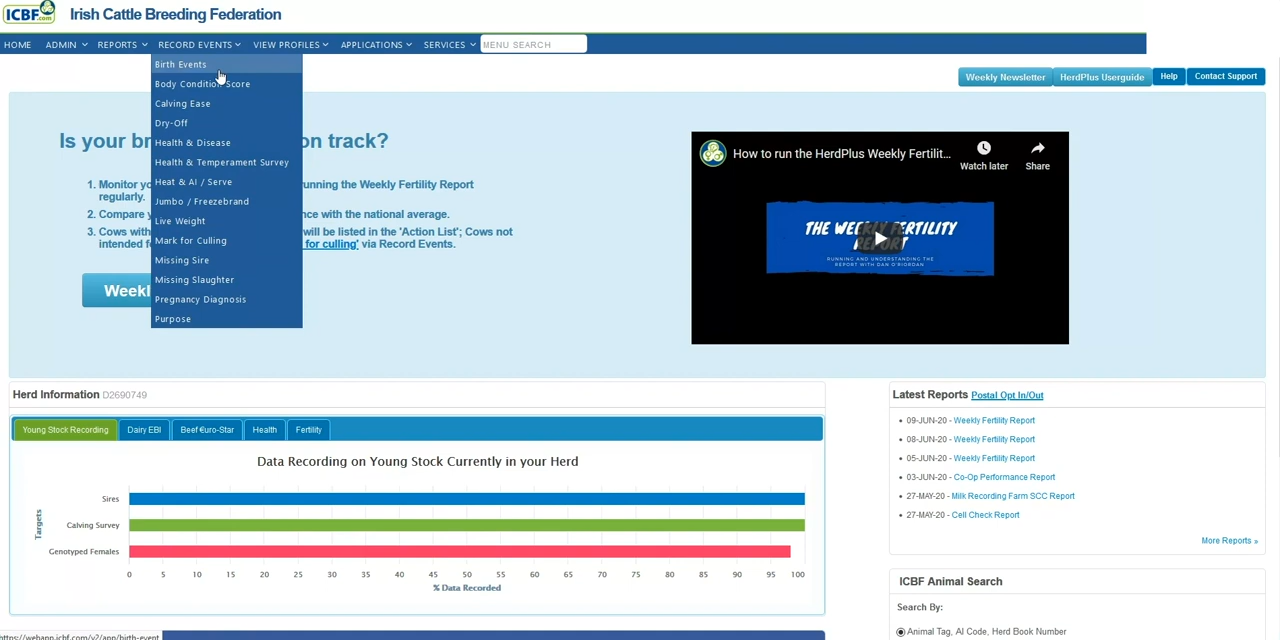 ICBF.com Irish Cattle Breeding Federation
HOME ADMIN REPORTS RECORD EVENTS VIEW PROFILES APPLICATIONS SERVICES MENU SEARCH
Birth Events
Body Condition Score
Calving Ease
Dry-Off
Health & Disease
Health & Temperament Survey
Heat & AI / Serve
Jumbo / Freezebrand
Live Weight
Mark for Culling
Missing Sire
Missing Slaughter
Pregnancy Diagnosis
Purpose
Weekly Newsletter HerdPlus Userguide Help Contact Support
Is your br on track?
1. Monitor yo running the Weekly Fertility Report
regularly.
2. Compare nce with the national average.
3. Cows with will be listed in the 'Action List'; Cows not
intended f for culling' via Record Events.
Weekl
How to run the HerdPlus Weekly Fertilit...
Watch later
Share
THE WEEKLY FERTILITY
REPORT
RUNNING AND UNDERSTANDING THE
REPORT WITH DAN O'RIORDAN
Herd Information D2690749
Young Stock Recording Dairy EBI Beef €uro-Star Health Fertility
Data Recording on Young Stock Currently in your Herd
Targets
Sires
Calving Survey
Genotyped Females
0 5 10 15 20 25 30 35 40 45 50 55 60 65 70 75 80 85 90 95 100
% Data Recorded
Latest Reports Postal Opt In/Out
09-JUN-20 - Weekly Fertility Report
08-JUN-20 - Weekly Fertility Report
05-JUN-20 - Weekly Fertility Report
03-JUN-20 - Co-Op Performance Report
27-MAY-20 - Milk Recording Farm SCC Report
27-MAY-20 - Cell Check Report
More Reports »
ICBF Animal Search
Search By:
Animal Tag, AI Code, Herd Book Number
https://webapp.icbf.com/v2/app/birth-event